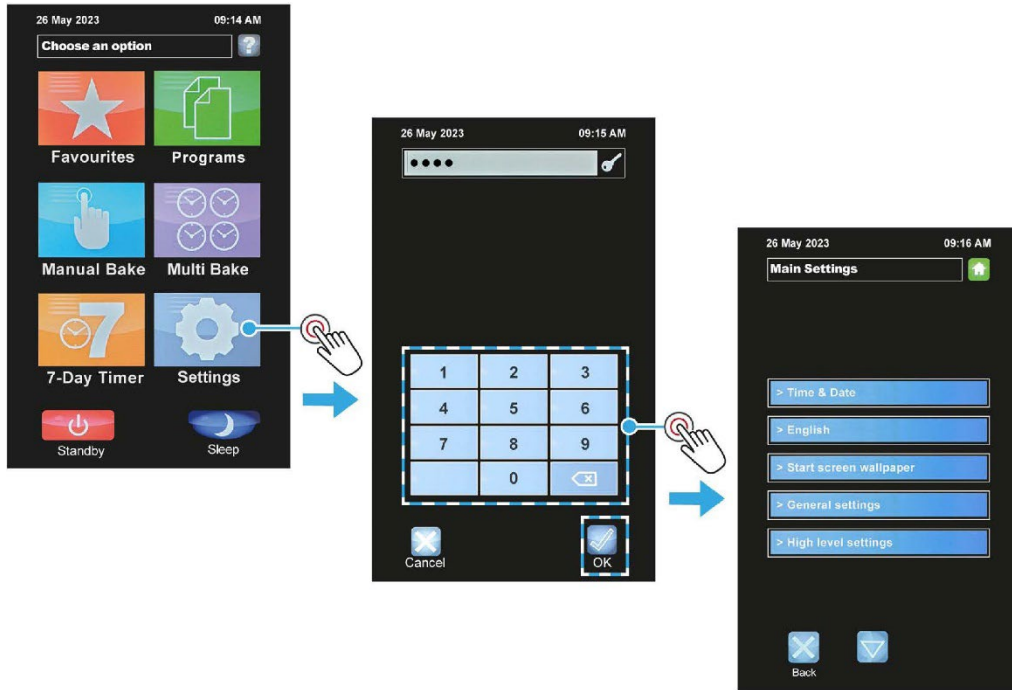 26 May 2023 09:14 AM
Choose an option ?
Favourites Programs
Manual Bake Multi Bake
7
7-Day Timer Settings
Standby Sleep
26 May 2023 09:15 AM
••••
1 2 3
4 5 6
7 8 9
0
Cancel OK
26 May 2023 09:16 AM
Main Settings
> Time & Date
> English
> Start screen wallpaper
> General settings
> High level settings
Back